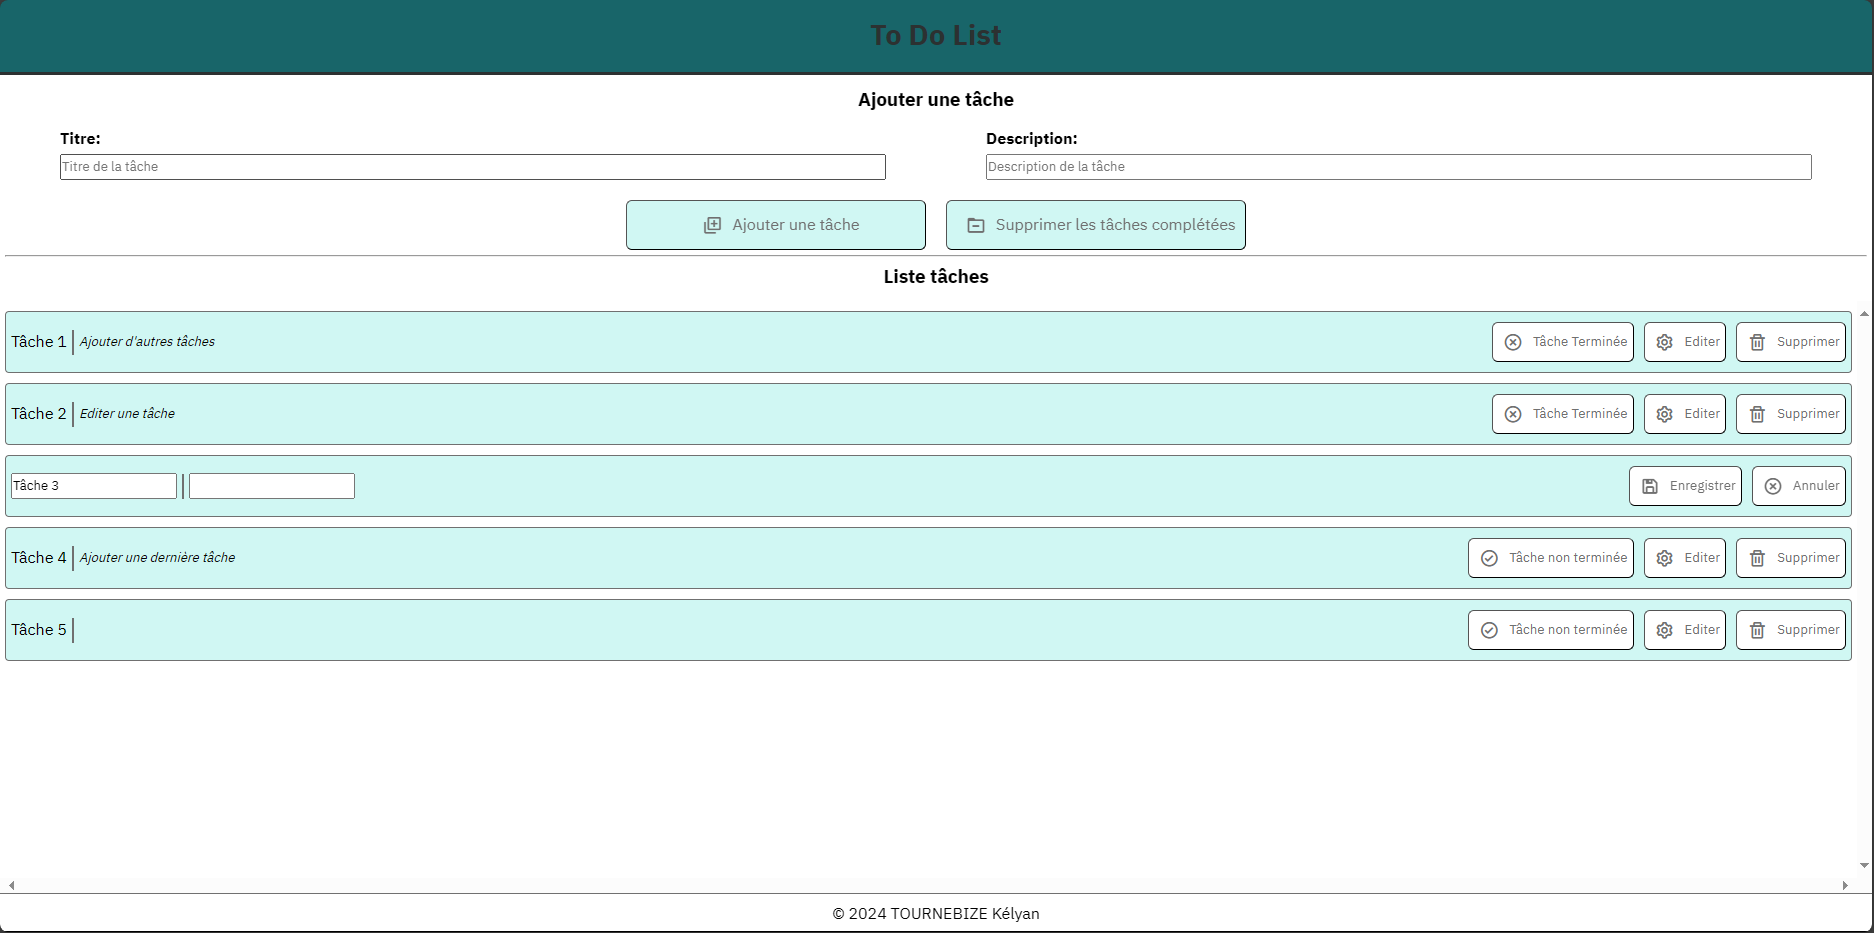 To Do List
Ajouter une tâche
Titre: Description:
Titre de la tâche Description de la tâche
Ajouter une tâche Supprimer les tâches complétées
Liste tâches
Tâche 1 Ajouter d'autres tâches Tâche Terminée Editer Supprimer
Tâche 2 Editer une tâche Tâche Terminée Editer Supprimer
Tâche 3 Enregistrer Annuler
Tâche 4 Ajouter une dernière tâche Tâche non terminée Editer Supprimer
Tâche 5 Tâche non terminée Editer Supprimer
© 2024 TOURNEBIZE Kélyan